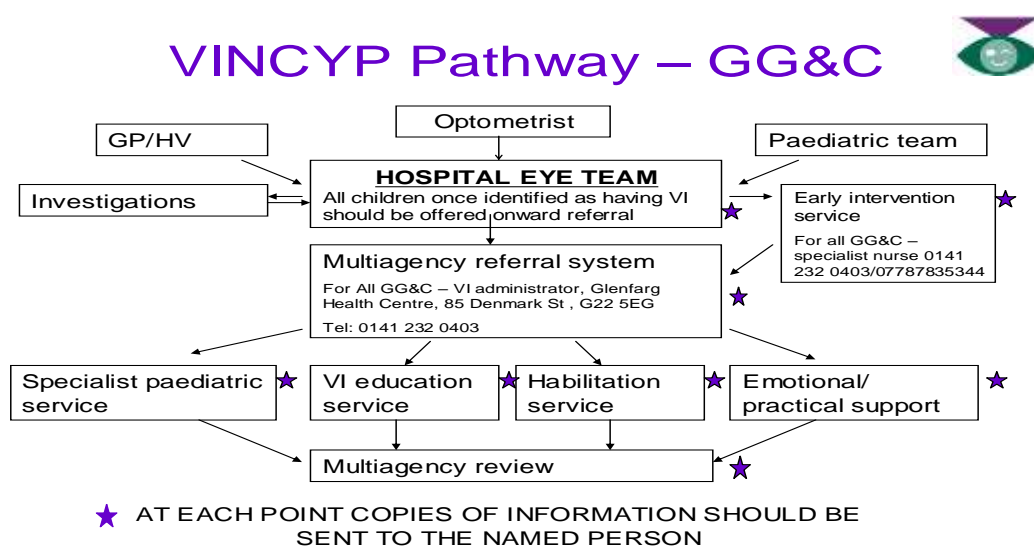 VINCYP Pathway – GG&C
Optometrist
GP/HV
Paediatric team
HOSPITAL EYE TEAM
All children once identified as having VI
should be offered onward referral
Investigations
Early intervention
service
For all GG&C –
specialist nurse 0141
232 0403/07787835344
Multiagency referral system
For All GG&C – VI administrator, Glenfarg
Health Centre, 85 Denmark St , G22 5EG
Tel: 0141 232 0403
Specialist paediatric
service
VI education
service
Habilitation
service
Emotional/
practical support
Multiagency review
AT EACH POINT COPIES OF INFORMATION SHOULD BE
SENT TO THE NAMED PERSON